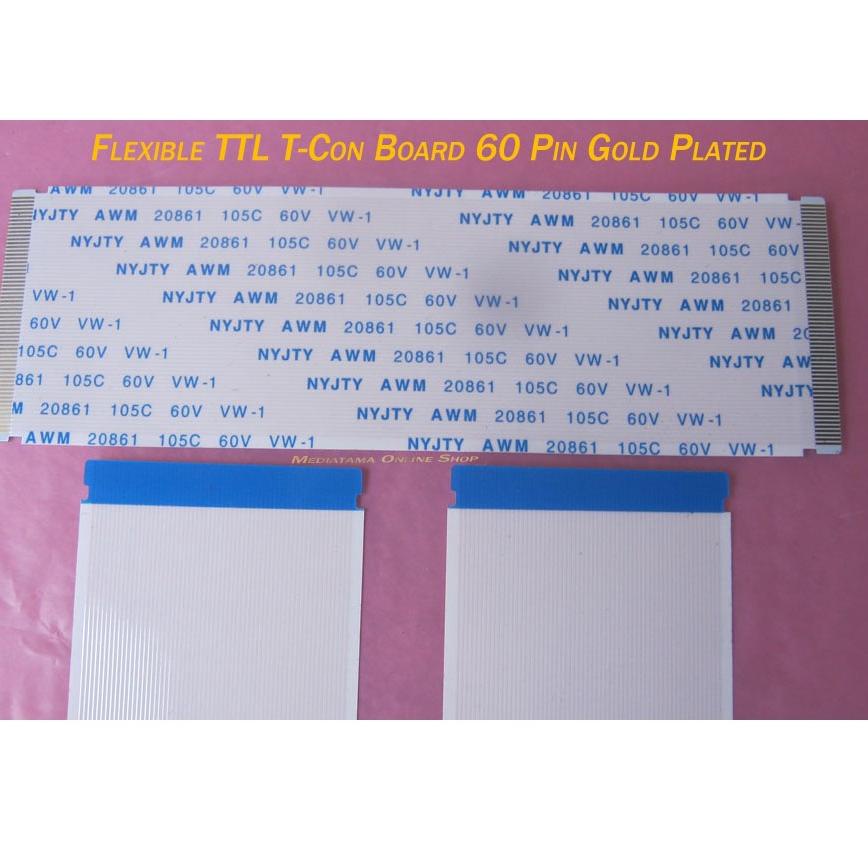 FLEXIBLE TTL T-CON BOARD 60 PIN GOLD PLATED
AWM 20861 105C 60V VW-1 NYJTY AWM 20861 105C 60V VW-1
NYJTY AWM 20861 105C 60V VW-1 NYJTY AWM 20861 105C 60V VW-
NYJTY AWM 20861 105C 60V VW-1 NYJTY AWM 20861 105C 60V
NYJTY AWM 20861 105C 60V VW-1 NYJTY AWM 20861 105C
VW-1 NYJTY AWM 20861 105C 60V VW-1 NYJTY AWM 20861
60V VW-1 NYJTY AWM 20861 105C 60V VW-1 NYJTY AWM 20
105C 60V VW-1 NYJTY AWM 20861 105C 60V VW-1 NYJTY AW
861 105C 60V VW-1 NYJTY AWM 20861 105C 60V VW-1 NYJTY
M 20861 105C 60V VW-1 NYJTY AWM 20861 105C 60V VW-1
AWM 20861 105C 60V VW-1 NYJTY AWM 20861 105C 60V VW-1
MEDIATAMA ONLINE SHOP